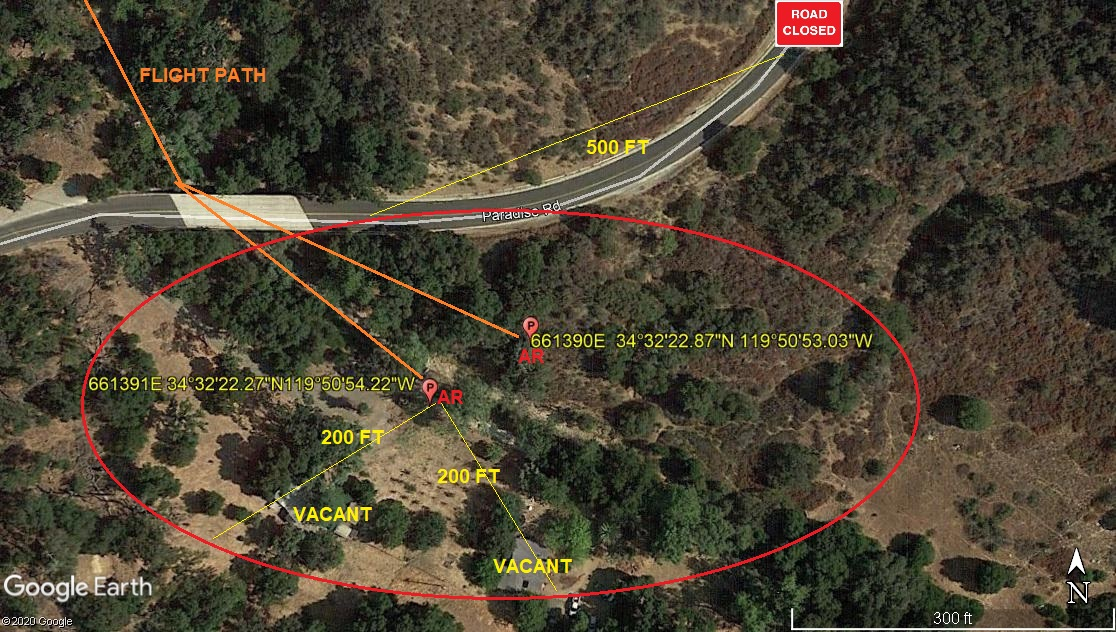 ROAD
CLOSED
FLIGHT PATH
500 FT
Paradise Rd
661390E 34°32'22.87"N 119°50'53.03"W
AR
661391E 34°32'22.27"N119°50'54.22"W
AR
200 FT
200 FT
VACANT
VACANT
Google Earth
N
300 ft
©2020 Google
P
P